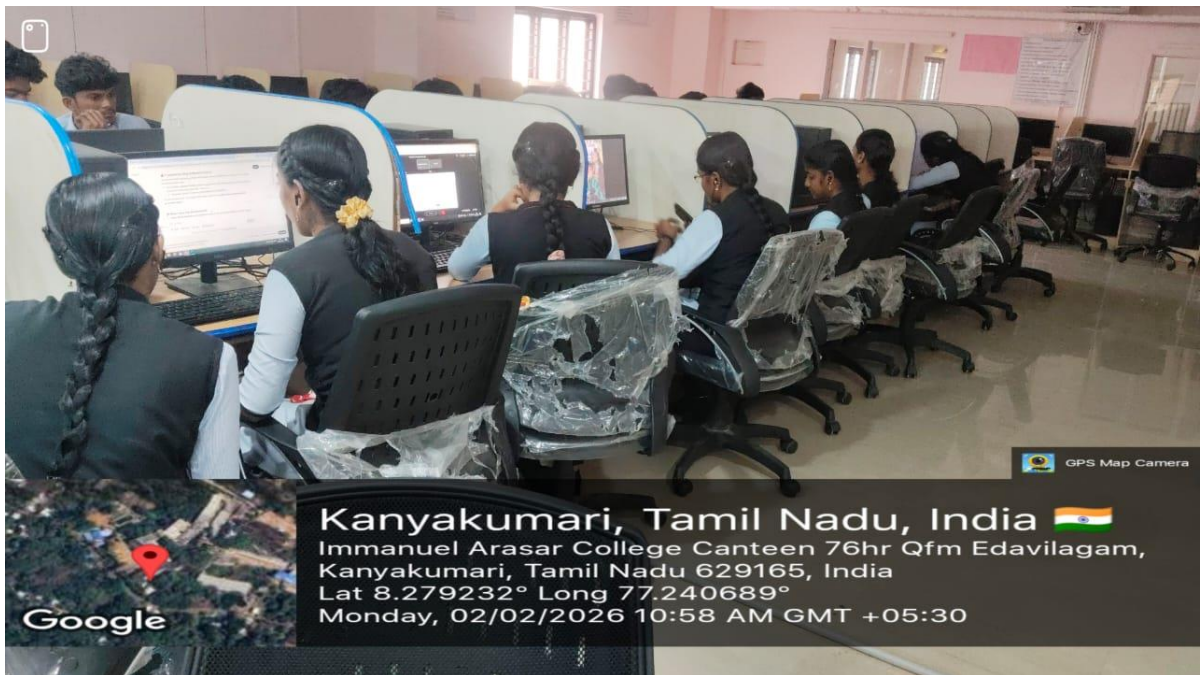 GPS Map Camera
Kanyakumari, Tamil Nadu, India
Immanuel Arasar College Canteen 76hr Qfm Edavilagam,
Kanyakumari, Tamil Nadu 629165, India
Lat 8.279232° Long 77.240689°
Monday, 02/02/2026 10:58 AM GMT +05:30
Google